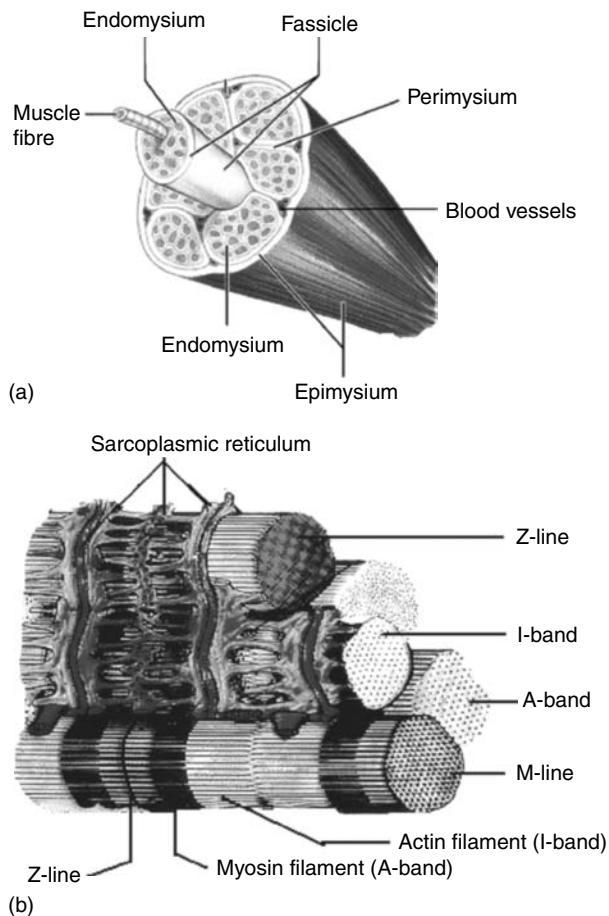 Endomysium
Fassicle
Muscle
fibre
Perimysium
Blood vessels
Endomysium
Epimysium
(a)
Sarcoplasmic reticulum
Z-line
I-band
A-band
M-line
Actin filament (I-band)
Myosin filament (A-band)
Z-line
(b)